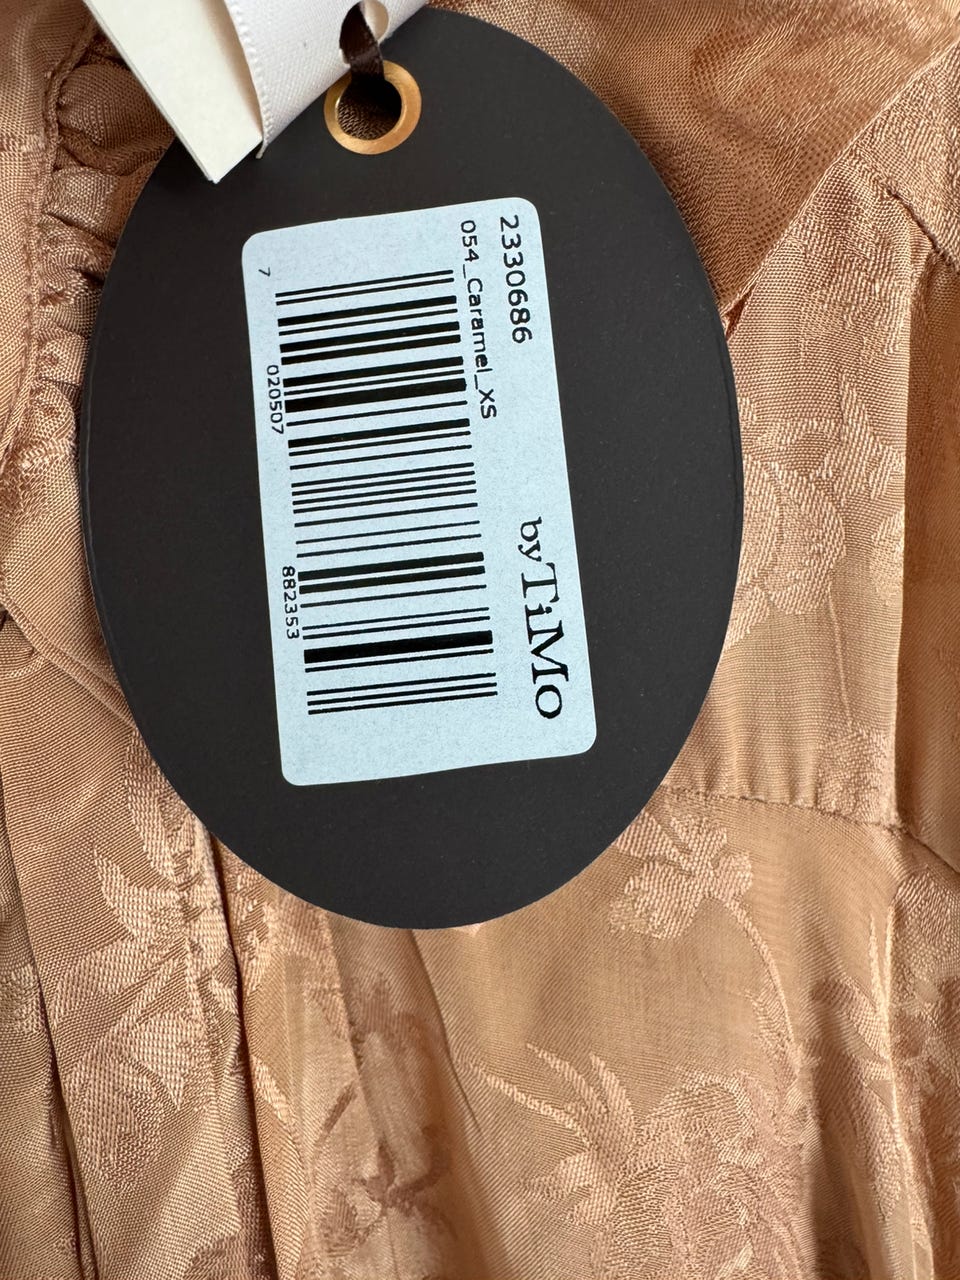 2330686
054_Caramel_XS
byTiMo
7 020507 882353